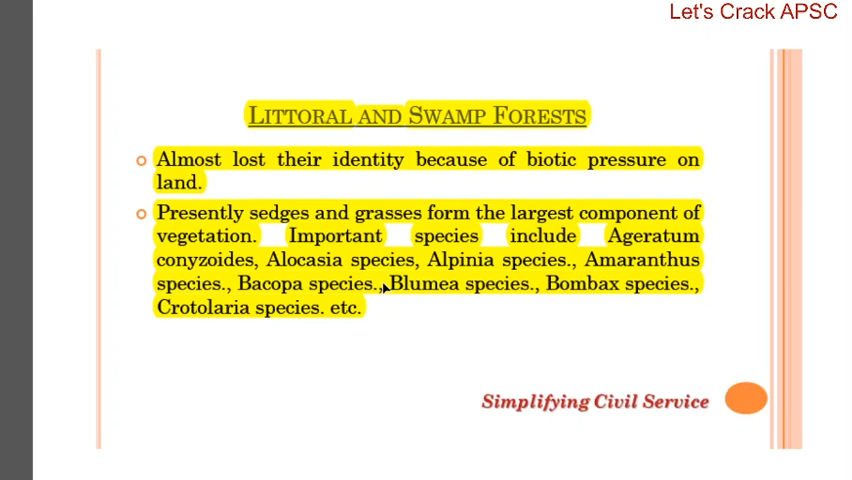 Let's Crack APSC
LITTORAL AND SWAMP FORESTS
Almost lost their identity because of biotic pressure on
land.
Presently sedges and grasses form the largest component of
vegetation. Important species include Ageratum
conyzoides, Alocasia species, Alpinia species., Amaranthus
species., Bacopa species., Blumea species., Bombax species.,
Crotolaria species. etc.
Simplifying Civil Service